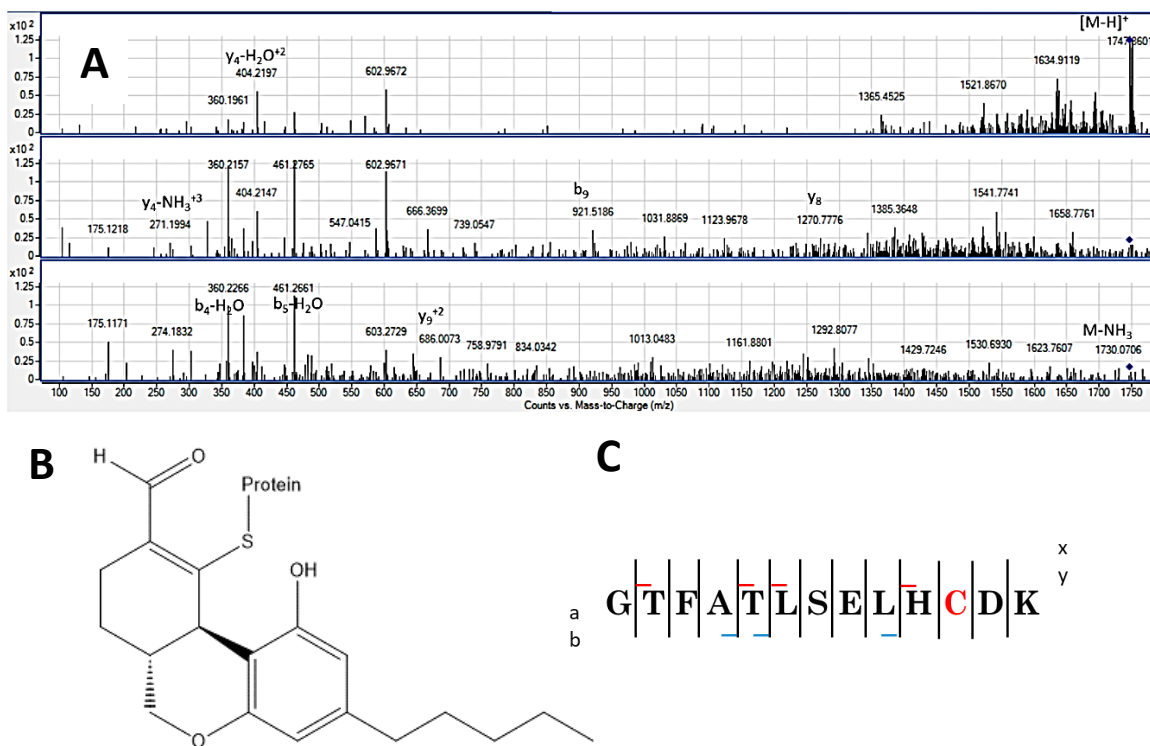 x10²
1.25
1
0.75
0.5
0.25
0
A
y₄-H₂O⁺²
404.2197
360.1961
602.9672
1365.4525
1521.8670
1634.9119
[M-H]⁺
x10²
1.25
1
0.75
0.5
0.25
0
175.1218
y₄-NH₃⁺³
271.1994
360.2157
404.2147
461.2765
547.0415
602.9671
666.3699
739.0547
b₉
921.5186
1031.8869
1123.9678
y₈
1270.7776
1385.3648
1541.7741
1658.7761
x10²
1.25
1
0.75
0.5
0.25
0
175.1171
274.1832
360.2266
b₄-H₂O
461.2661
b₅-H₂O
603.2729
y₉⁺²
686.0073
758.9791
834.0342
1013.0483
1161.8801
1292.8077
1429.7246
1530.6930
1623.7607
M-NH₃
1730.0706
100 150 200 250 300 350 400 450 500 550 600 650 700 750 800 850 900 950 1000 1050 1100 1150 1200 1250 1300 1350 1400 1450 1500 1550 1600 1650 1700 1750
Counts vs. Mass-to-Charge (m/z)
B
H
O
Protein
S
OH
O
C
x
y
G T F A T L S E L H C D K
a
b